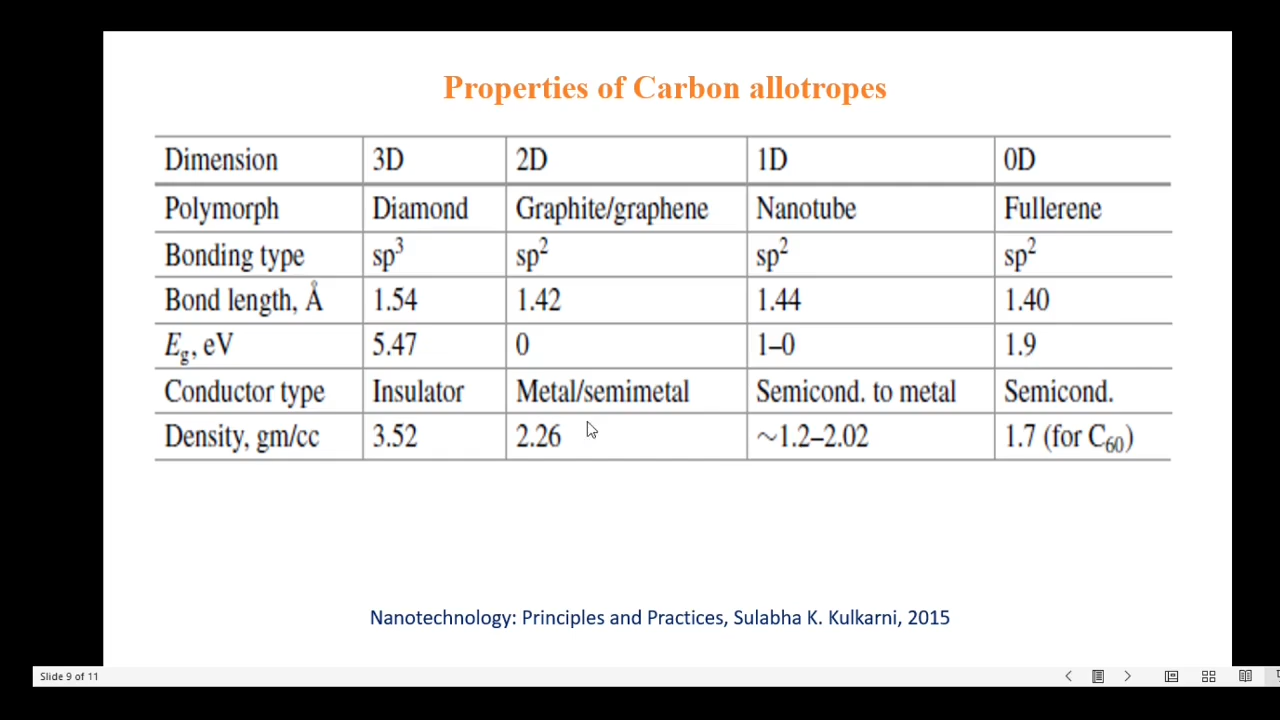 Properties of Carbon allotropes
Dimension 3D 2D 1D 0D
Polymorph Diamond Graphite/graphene Nanotube Fullerene
Bonding type sp³ sp² sp² sp²
Bond length, Å 1.54 1.42 1.44 1.40
Eg, eV 5.47 0 1–0 1.9
Conductor type Insulator Metal/semimetal Semicond. to metal Semicond.
Density, gm/cc 3.52 2.26 ~1.2–2.02 1.7 (for C₆₀)
Nanotechnology: Principles and Practices, Sulabha K. Kulkarni, 2015
Slide 9 of 11